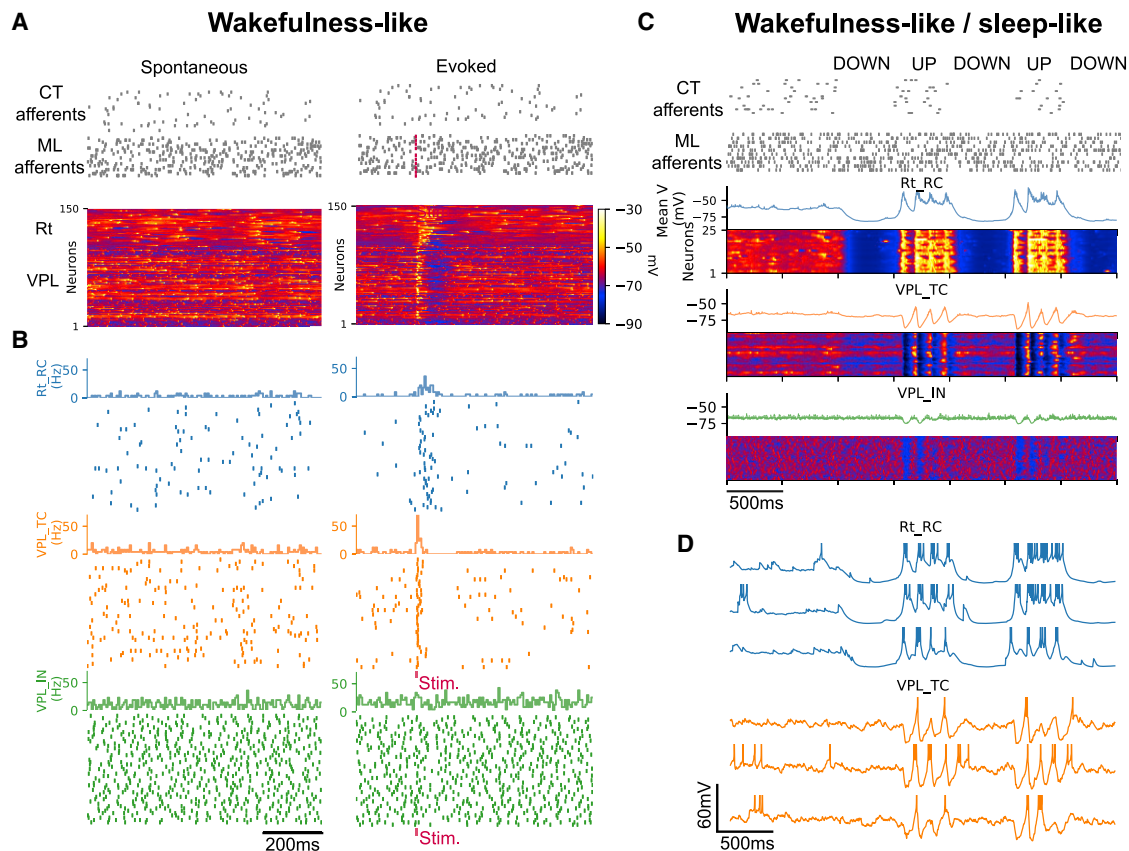 A
Wakefulness-like
Spontaneous
Evoked
CT
afferents
ML
afferents
150
Rt
VPL
Neurons
1
150
Neurons
1
−30
−50
−70
−90
mV
B
Rt_RC
(Hz)
50
0
50
0
VPL_TC
(Hz)
50
0
50
0
Stim.
VPL_IN
(Hz)
50
0
50
0
Stim.
200ms
C
Wakefulness-like / sleep-like
DOWN UP DOWN UP DOWN
CT
afferents
ML
afferents
Rt_RC
Mean V
(mV)
−50
−75
25
Neurons
1
VPL_TC
−50
−75
VPL_IN
−50
−75
500ms
D
Rt_RC
VPL_TC
60mV
500ms